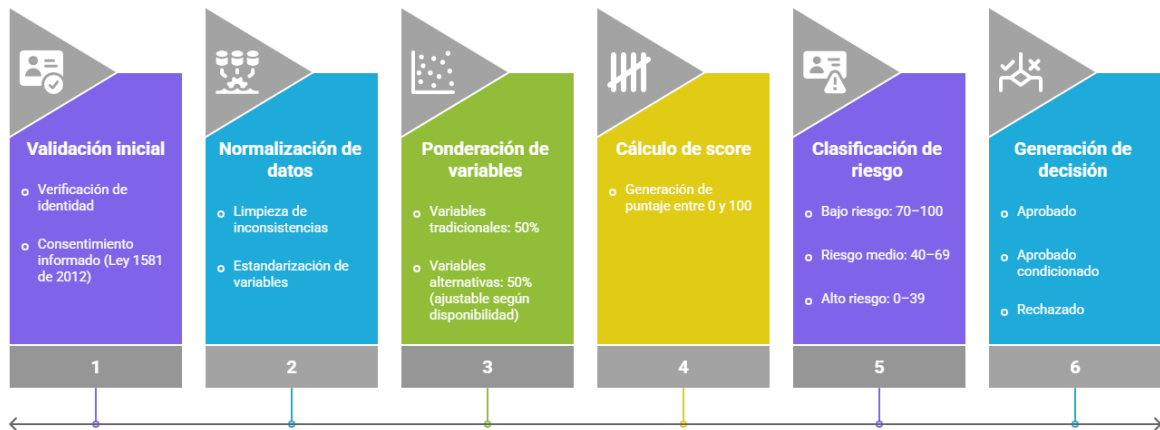 Validación inicial
Verificación de
identidad
Consentimiento
informado (Ley 1581
de 2012)
1
Normalización de
datos
Limpieza de
inconsistencias
Estandarización de
variables
2
Ponderación de
variables
Variables
tradicionales: 50%
Variables
alternativas: 50%
(ajustable según
disponibilidad)
3
Cálculo de score
Generación de
puntaje entre 0 y 100
4
Clasificación de
riesgo
Bajo riesgo: 70–100
Riesgo medio: 40–69
Alto riesgo: 0–39
5
Generación de
decisión
Aprobado
Aprobado
condicionado
Rechazado
6